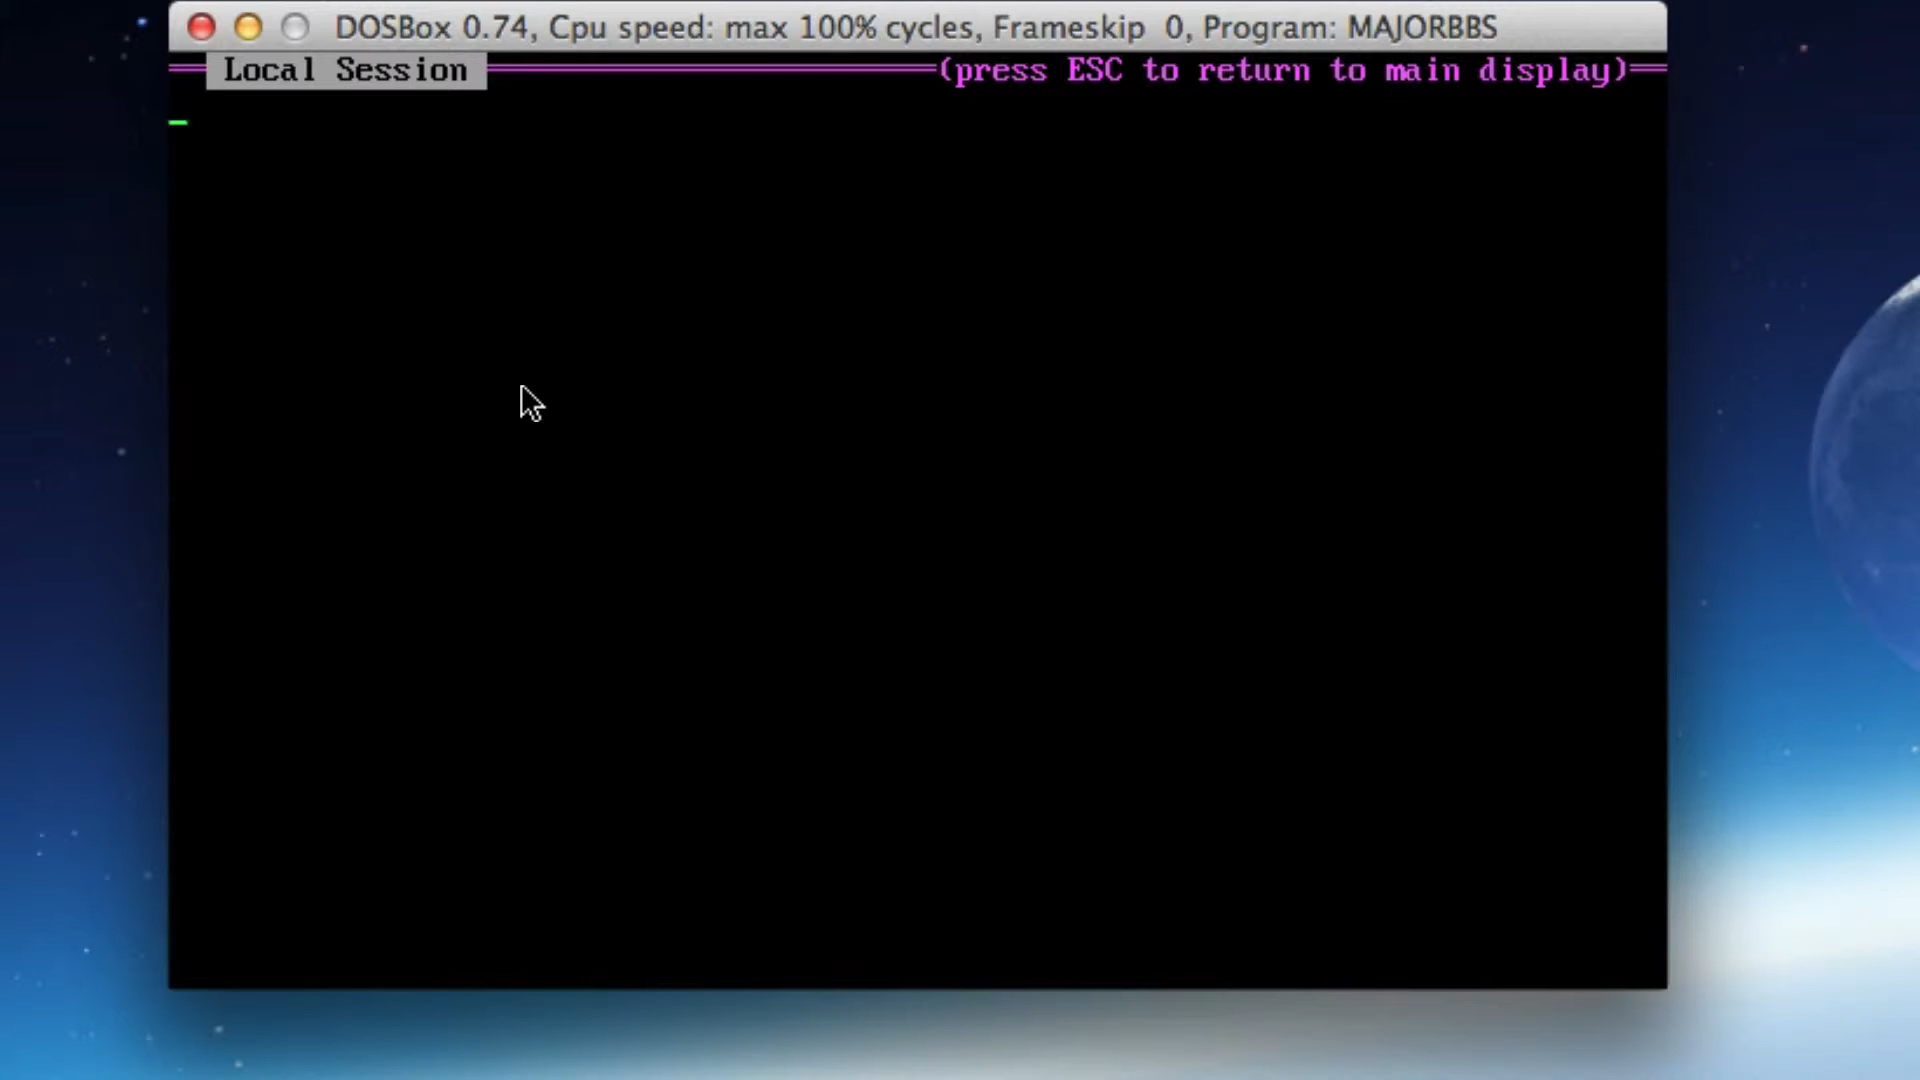 DOSBox 0.74, Cpu speed: max 100% cycles, Frameskip 0, Program: MAJORBBS
Local Session (press ESC to return to main display)